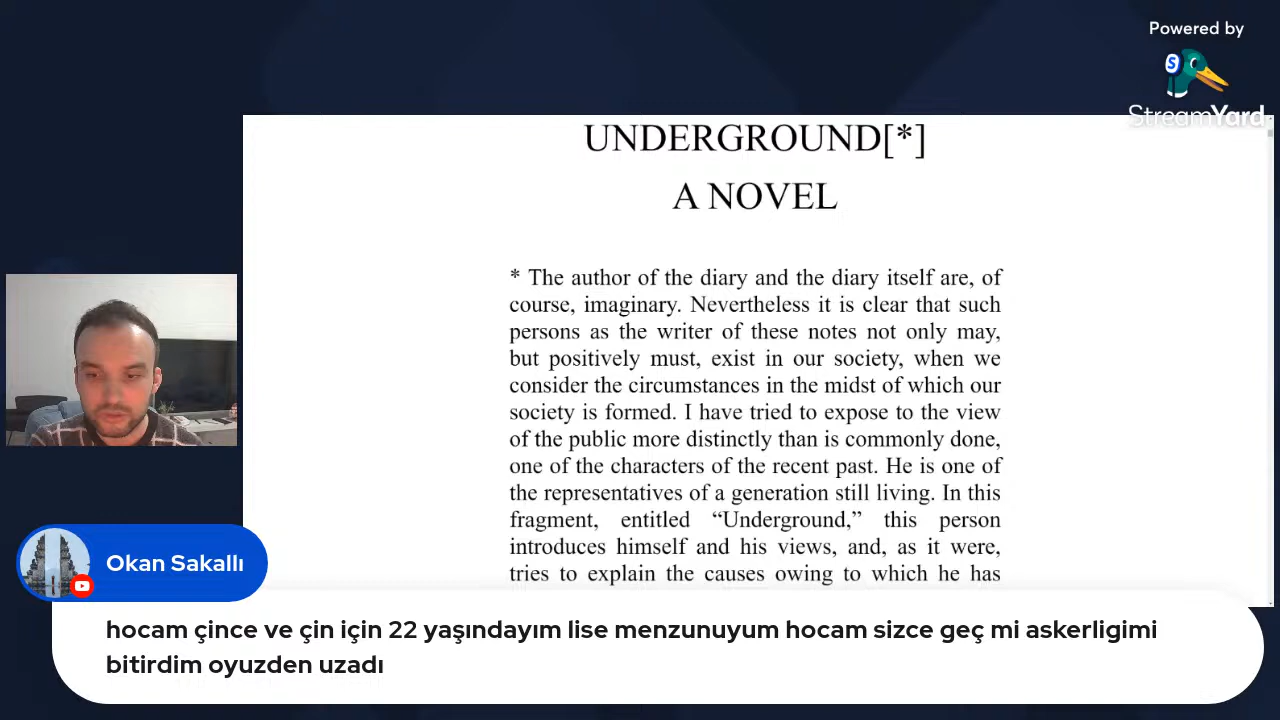 Powered by
S
StreamYard
UNDERGROUND[*]
A NOVEL
* The author of the diary and the diary itself are, of
course, imaginary. Nevertheless it is clear that such
persons as the writer of these notes not only may,
but positively must, exist in our society, when we
consider the circumstances in the midst of which our
society is formed. I have tried to expose to the view
of the public more distinctly than is commonly done,
one of the characters of the recent past. He is one of
the representatives of a generation still living. In this
fragment, entitled “Underground,” this person
introduces himself and his views, and, as it were,
tries to explain the causes owing to which he has
Okan Sakallı
hocam çince ve çin için 22 yaşındayım lise menzunuyum hocam sizce geç mi askerligimi
bitirdim oyuzden uzadı